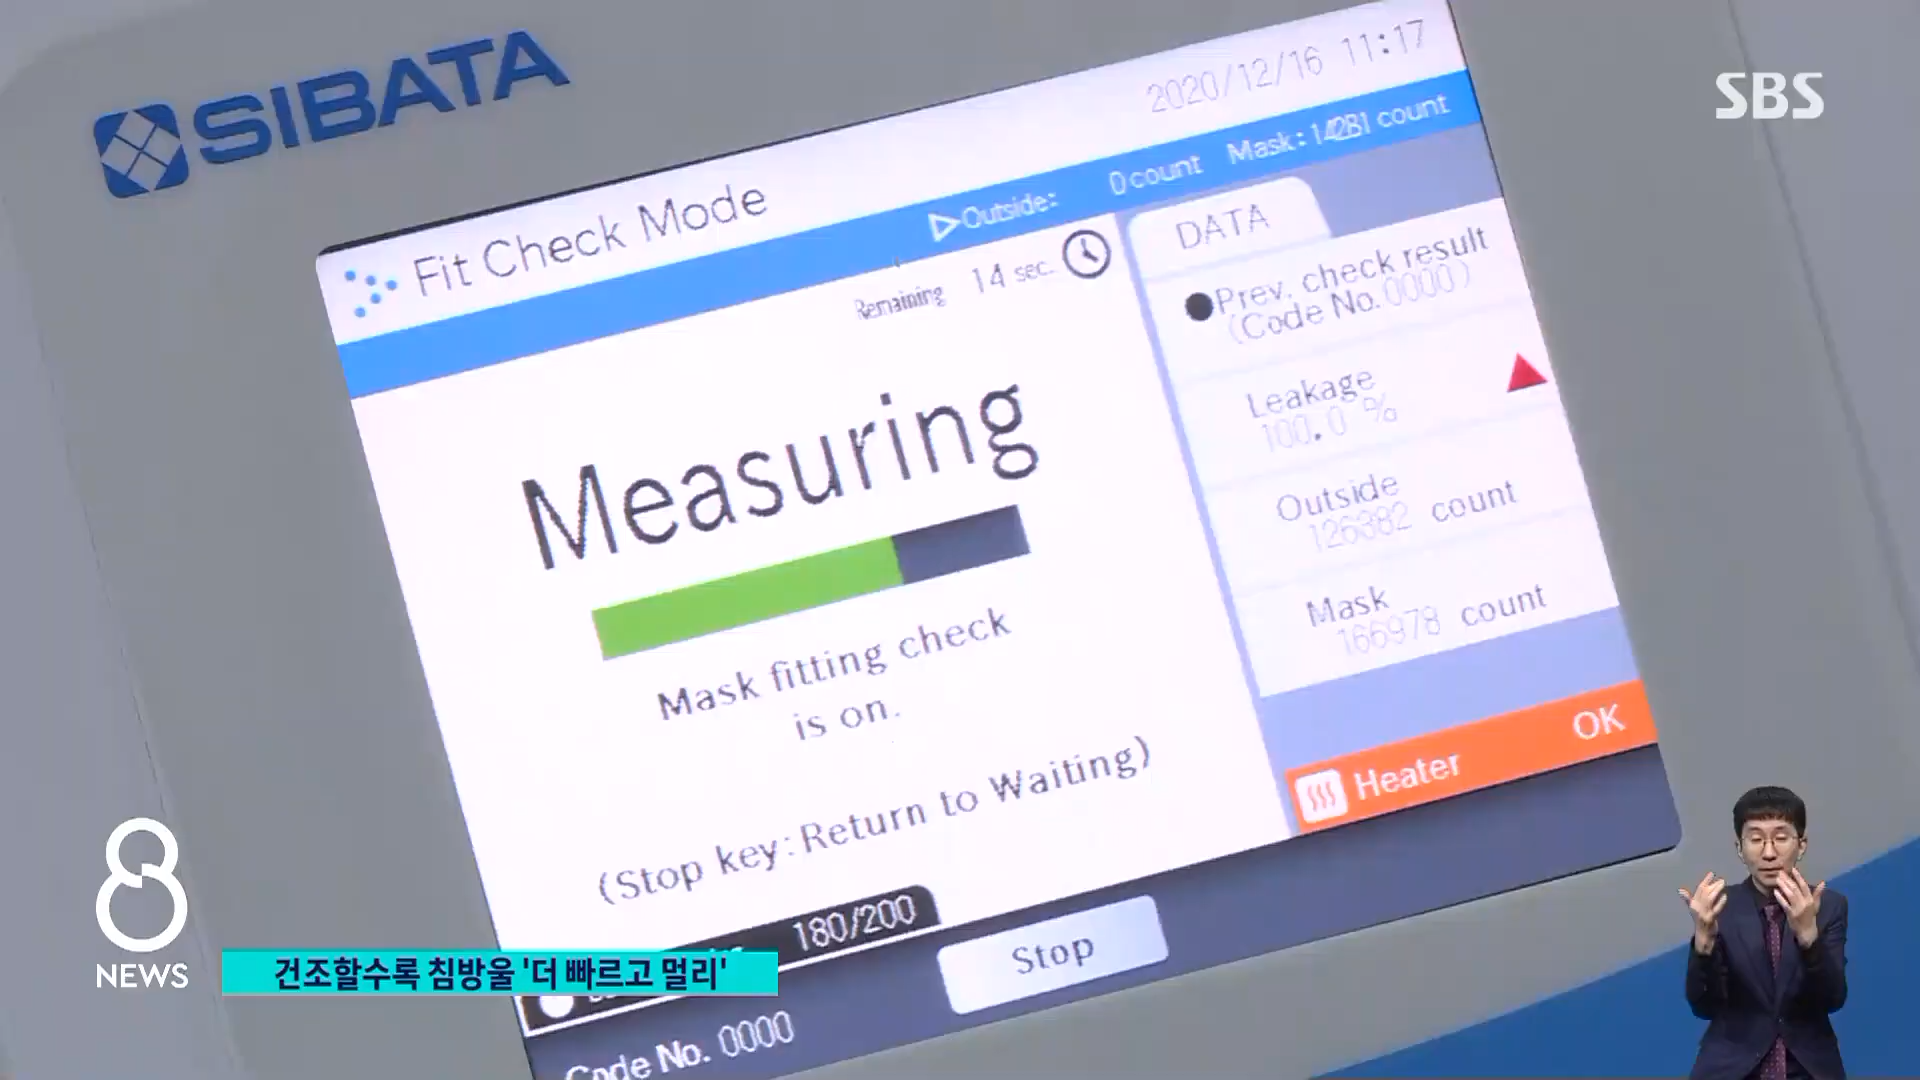 SIBATA
SBS
2020/12/16 11:17
Fit Check Mode
Outside: 0 count Mask: 14281 count
Remaining 14 sec.
DATA
Prev. check result
(Code No. 0000)
Leakage
100.0 %
Outside
126382 count
Mask
166978 count
Measuring
Mask fitting check
is on.
(Stop key:Return to Waiting)
Heater OK
180/200
Stop
Code No. 0000
8
NEWS
건조할수록 침방울 '더 빠르고 멀리'